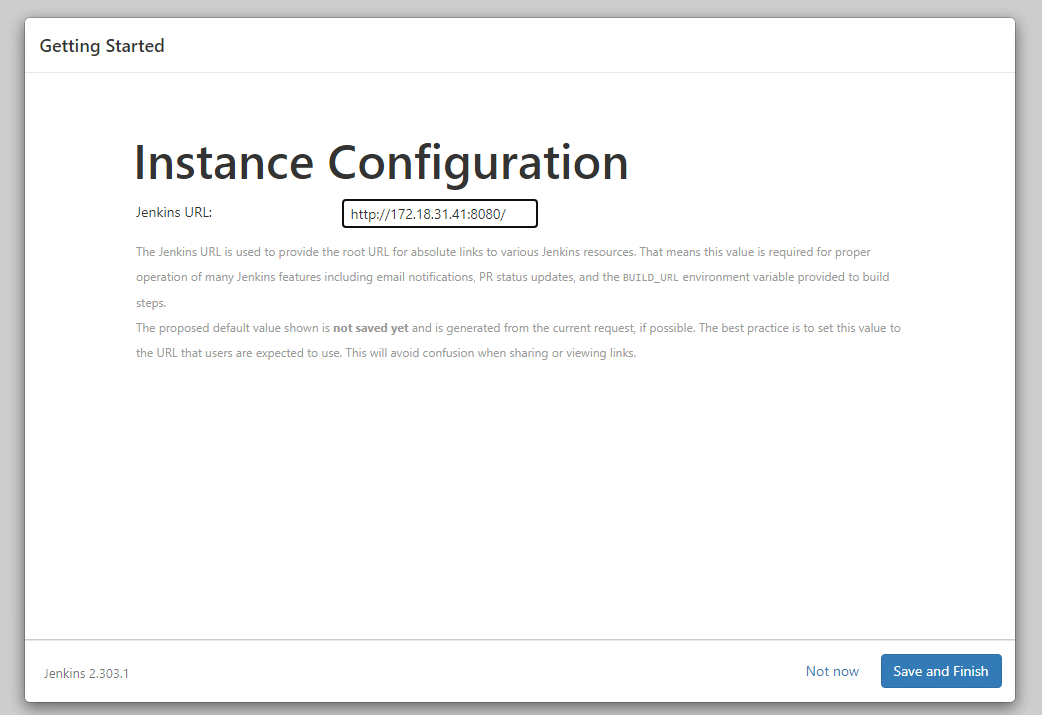 Getting Started
Instance Configuration
Jenkins URL: http://172.18.31.41:8080/
The Jenkins URL is used to provide the root URL for absolute links to various Jenkins resources. That means this value is required for proper
operation of many Jenkins features including email notifications, PR status updates, and the BUILD_URL environment variable provided to build
steps.
The proposed default value shown is not saved yet and is generated from the current request, if possible. The best practice is to set this value to
the URL that users are expected to use. This will avoid confusion when sharing or viewing links.
Jenkins 2.303.1
Not now
Save and Finish